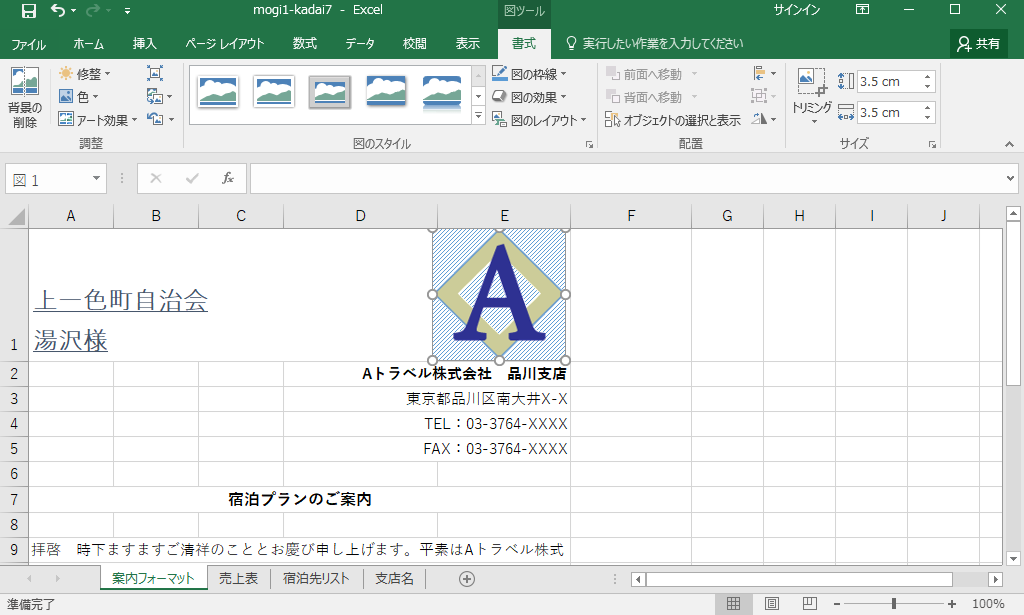 mogi1-kadai7 - Excel
図ツール
サインイン
ファイル ホーム 挿入 ページ レイアウト 数式 データ 校閲 表示 書式 実行したい作業を入力してください 共有
背景の
削除
修整
色
アート効果
調整
図のスタイル
図の枠線
図の効果
図のレイアウト
前面へ移動
背面へ移動
オブジェクトの選択と表示
配置
トリミング
3.5 cm
3.5 cm
サイズ
図 1
fx
A B C D E F G H I J
1
上一色町自治会
湯沢様
A
2 Aトラベル株式会社 品川支店
3 東京都品川区南大井X-X
4 TEL：03-3764-XXXX
5 FAX：03-3764-XXXX
6
7 宿泊プランのご案内
8
9 拝啓 時下ますますご清祥のこととお慶び申し上げます。平素はAトラベル株式
案内フォーマット 売上表 宿泊先リスト 支店名
準備完了
100%